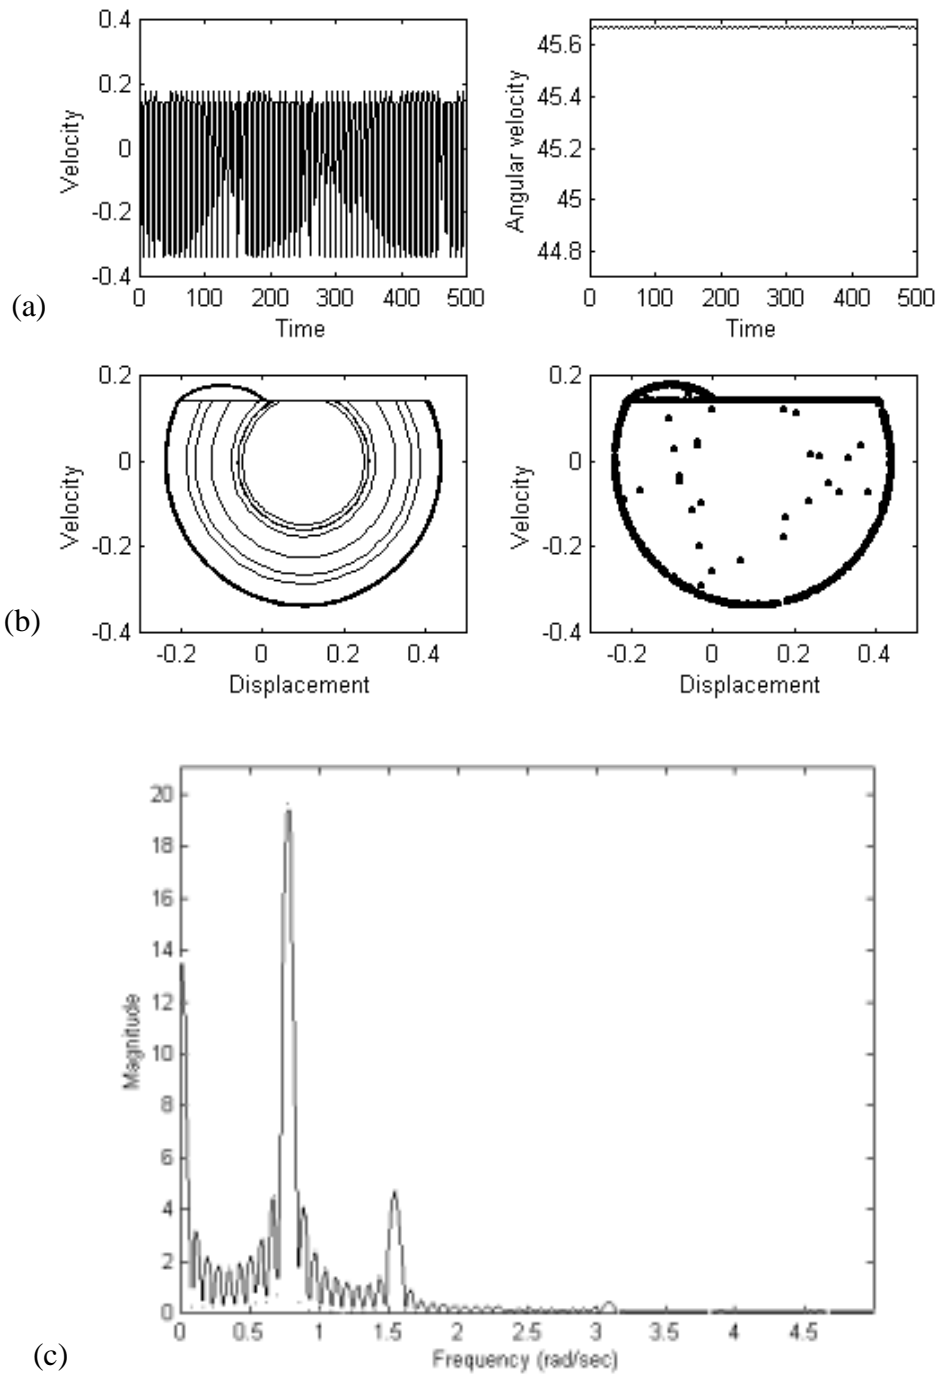 0.4
0.2
0
-0.2
-0.4
Velocity
0 100 200 300 400 500
Time
45.6
45.4
45.2
45
44.8
Angular velocity
0 100 200 300 400 500
Time
(a)
0.2
0
-0.2
-0.4
Velocity
-0.2 0 0.2 0.4
Displacement
0.2
0
-0.2
-0.4
Velocity
-0.2 0 0.2 0.4
Displacement
(b)
20
18
16
14
12
10
8
6
4
2
0
Magnitude
0 0.5 1 1.5 2 2.5 3 3.5 4 4.5
Frequency (rad/sec)
(c)